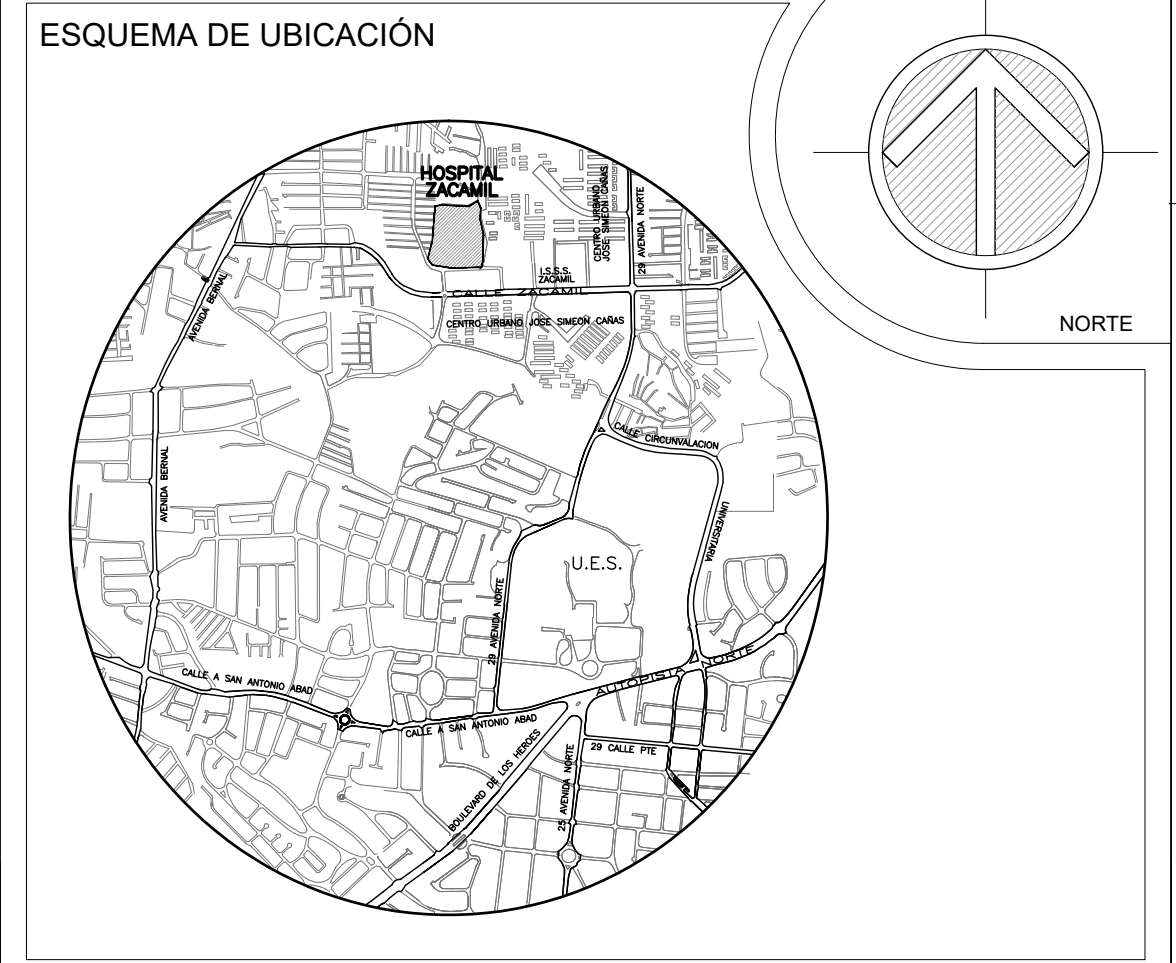 ESQUEMA DE UBICACIÓN
NORTE
HOSPITAL
ZACAMIL
CENTRO URBANO
JOSE SIMEON CAÑAS
29 AVENIDA NORTE
I.S.S.S.
ZACAMIL
CALLE ZACAMIL
CENTRO URBANO JOSE SIMEON CAÑAS
AVENIDA BERNAL
CALLE CIRCUNVALACION
AVENIDA BERNAL
UNIVERSITARIA
U.E.S.
29 AVENIDA NORTE
AUTOPISTA NORTE
CALLE A SAN ANTONIO ABAD
CALLE A SAN ANTONIO ABAD
29 CALLE PTE
BOULEVARD DE LOS HEROES
25 AVENIDA NORTE